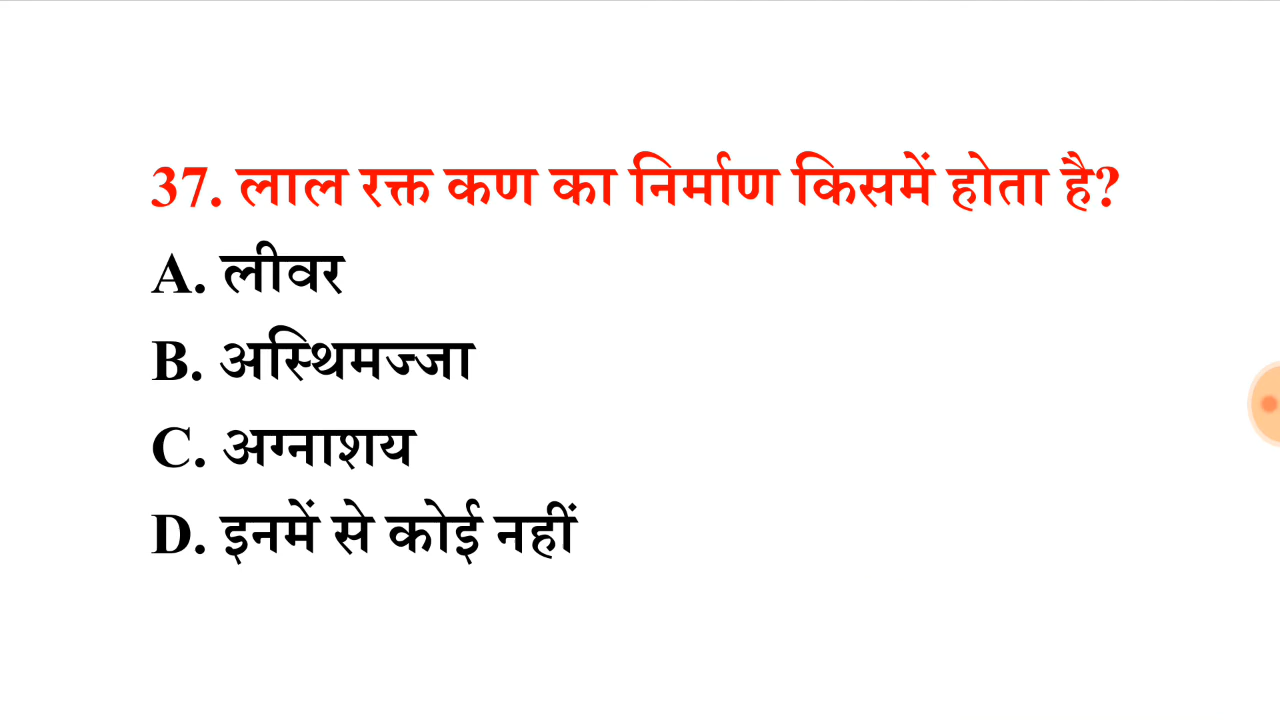 37. लाल रक्त कण का निर्माण किसमें होता है?
A. लीवर
B. अस्थिमज्जा
C. अग्नाशय
D. इनमें से कोई नहीं